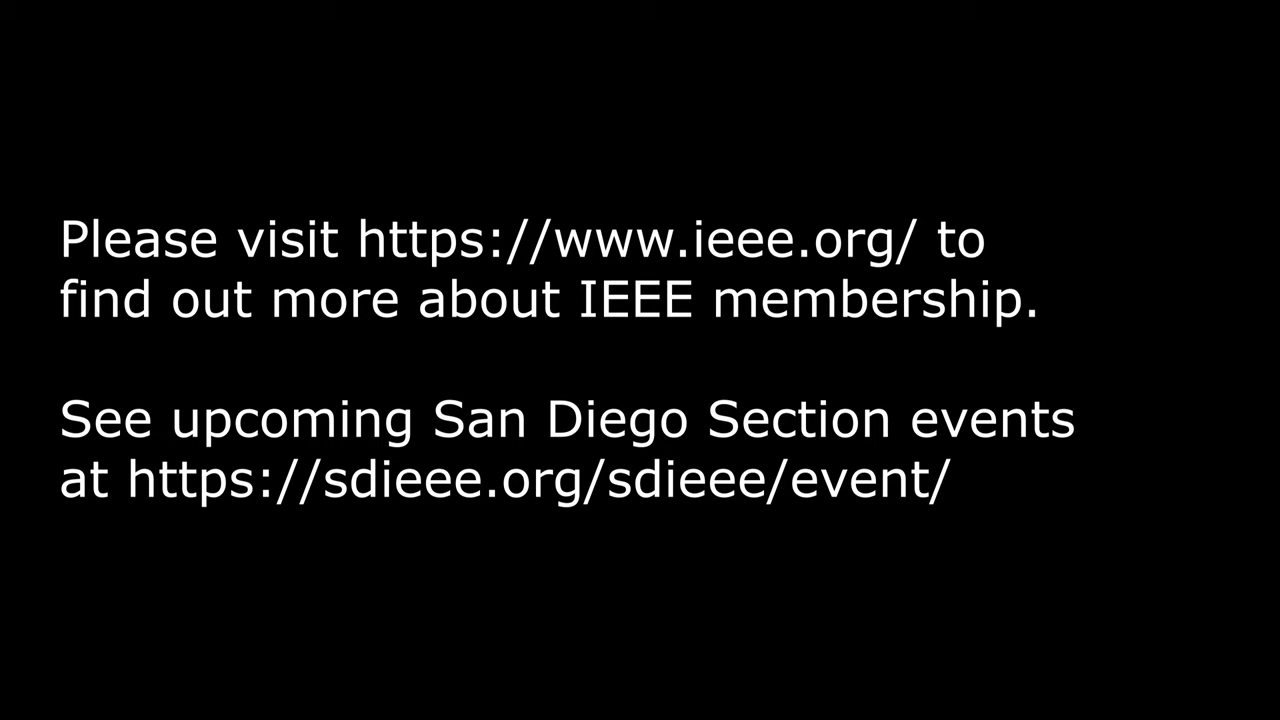 Please visit https://www.ieee.org/ to
find out more about IEEE membership.
See upcoming San Diego Section events
at https://sdieee.org/sdieee/event/